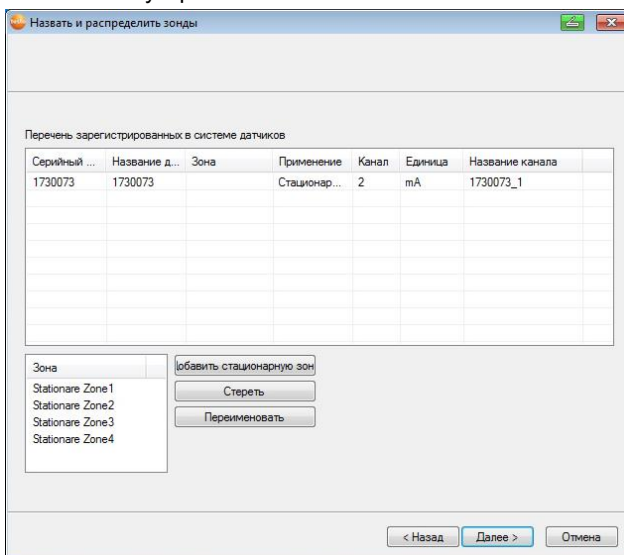 Назвать и распределить зонды
Перечень зарегистрированных в системе датчиков
Серийный ... Название д... Зона Применение Канал Единица Название канала
1730073 1730073 Стационар... 2 mA 1730073_1
Зона
Stationare Zone1
Stationare Zone2
Stationare Zone3
Stationare Zone4
обавить стационарную зон
Стереть
Переименовать
< Назад Далее > Отмена